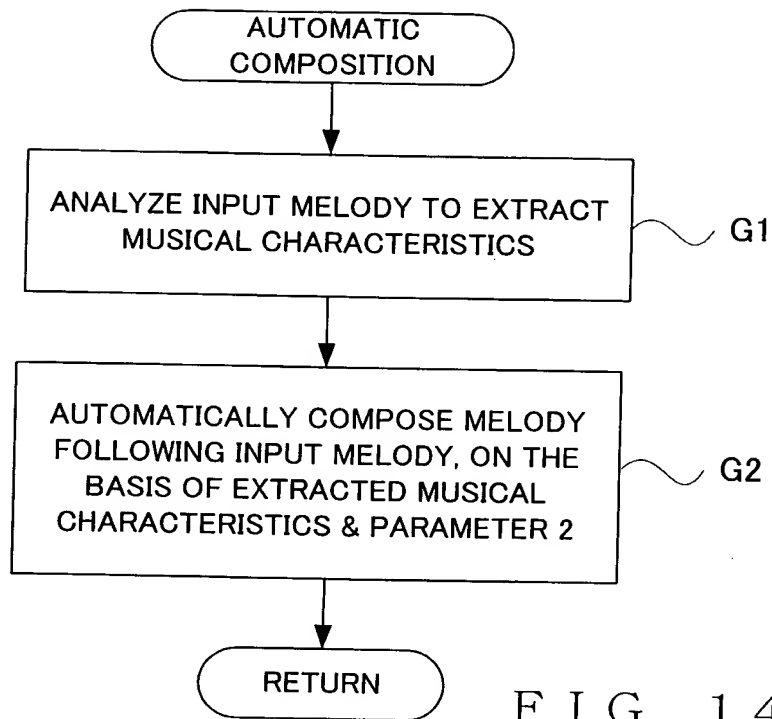 AUTOMATIC
COMPOSITION
ANALYZE INPUT MELODY TO EXTRACT
MUSICAL CHARACTERISTICS
G1
AUTOMATICALLY COMPOSE MELODY
FOLLOWING INPUT MELODY, ON THE
BASIS OF EXTRACTED MUSICAL
CHARACTERISTICS & PARAMETER 2
G2
RETURN
FIG. 14